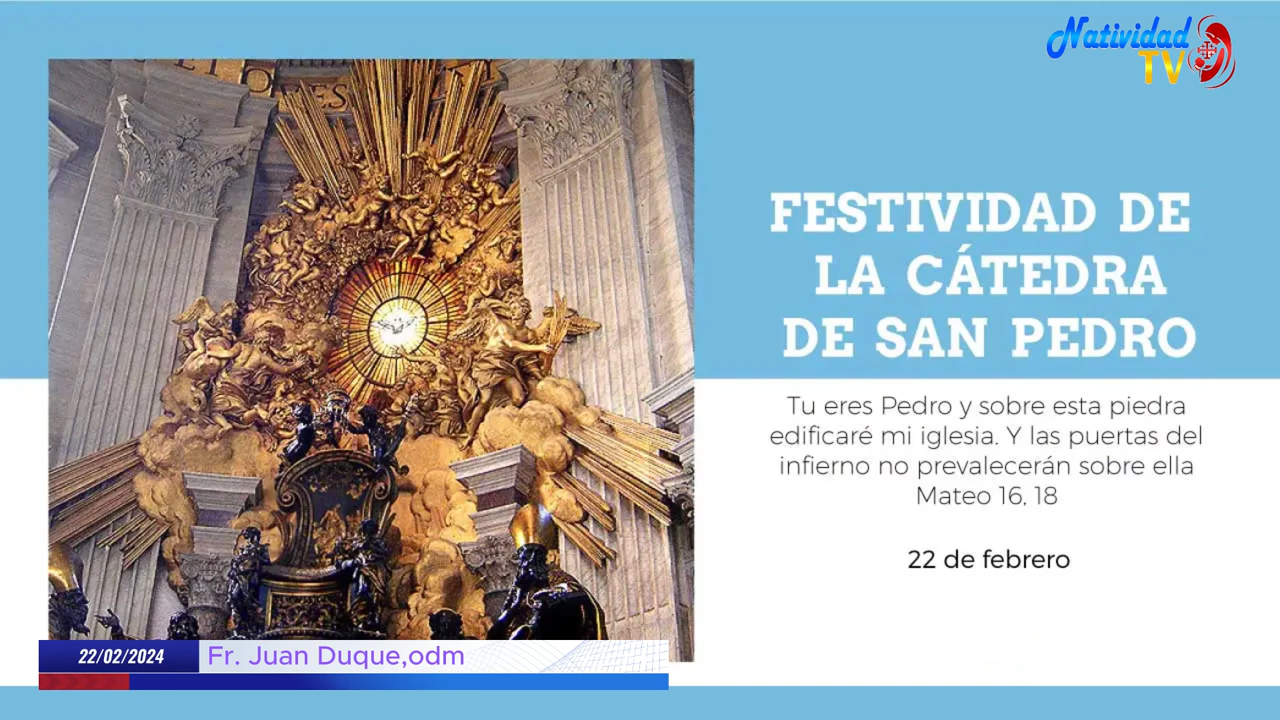 Natividad
TV
FESTIVIDAD DE
LA CÁTEDRA
DE SAN PEDRO
Tu eres Pedro y sobre esta piedra
edificaré mi iglesia. Y las puertas del
infierno no prevalecerán sobre ella
Mateo 16, 18
22 de febrero
22/02/2024
Fr. Juan Duque,odm